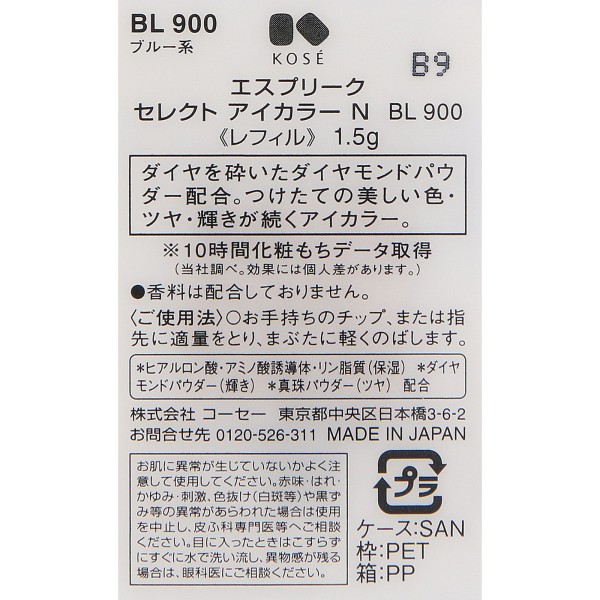 BL 900
ブルー系
KOSÉ
B9
エスプリーク
セレクト アイカラー N BL 900
《レフィル》 1.5g
ダイヤを砕いたダイヤモンドパウ
ダー配合。つけたての美しい色・
ツヤ・輝きが続くアイカラー。
※10時間化粧もちデータ取得
(当社調べ。効果には個人差があります。)
●香料は配合しておりません。
〈ご使用法〉○お手持ちのチップ、または指
先に適量をとり、まぶたに軽くのばします。
*ヒアルロン酸・アミノ酸誘導体・リン脂質(保湿) *ダイヤ
モンドパウダー(輝き) *真珠パウダー(ツヤ) 配合
株式会社 コーセー 東京都中央区日本橋3-6-2
お問合せ先 0120-526-311 MADE IN JAPAN
お肌に異常が生じていないかよく注
意して使用してください。赤味・はれ・
かゆみ・刺激、色抜け(白斑等)や黒ず
み等の異常があらわれた場合は使用
を中止し、皮ふ科専門医等へご相談
ください。目に入ったときはこすらず
にすぐに水で洗い流し、異物感が残る
場合は、眼科医にご相談ください。
プラ
ケース:SAN
枠:PET
箱:PP